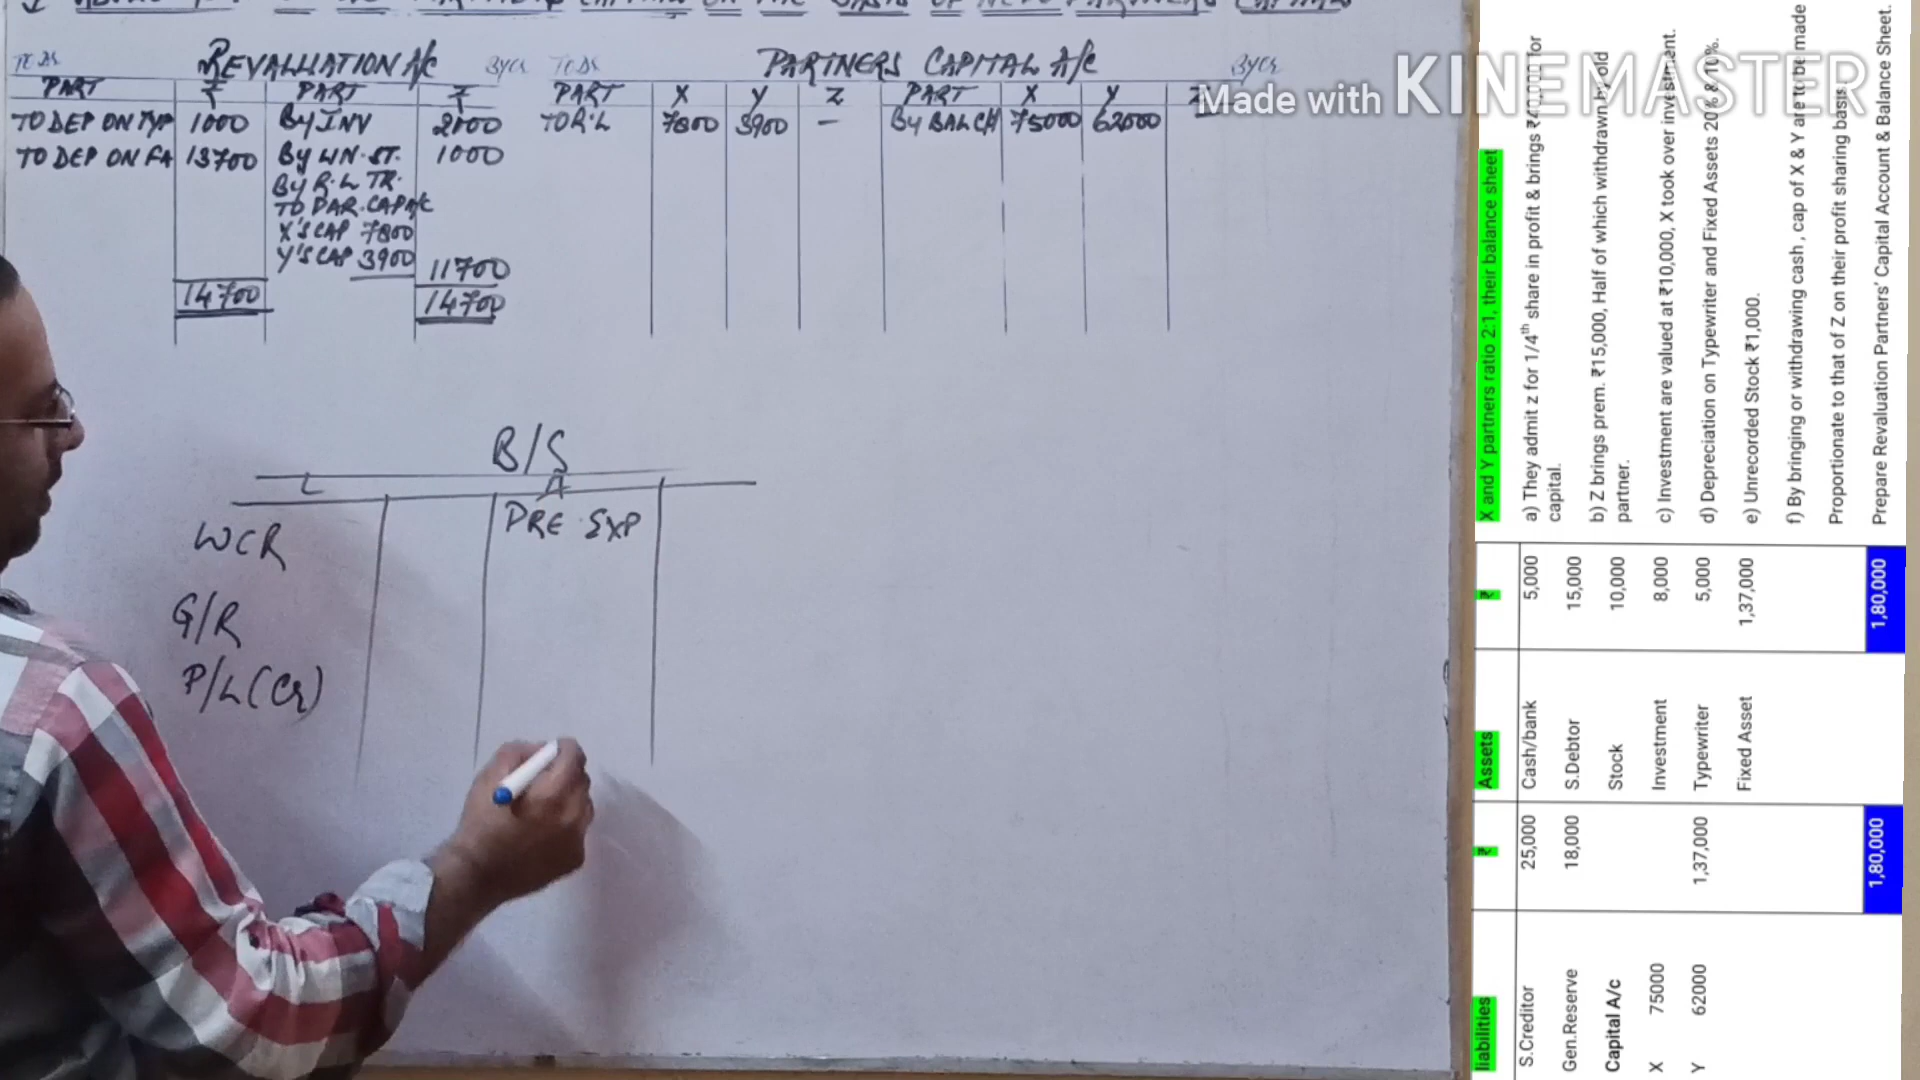 REVALUATION A/c
PARTNERS CAPITAL A/c
TO DS
By Cr
TO DS
By Cr
PART ₹ PART ₹
TO DEP ON TYP 1000 By INV 2000
TO DEP ON FA 13700 By UN. ST. 1000
By R.L TR.
TO PAR. CAP A/C
X'S CAP 7800
Y'S CAP 3900 11700
14700 14700
PART X Y Z PART X Y Z
TO R.L 7800 3900 — By BAL C/f 75000 62000 —
B/S
L A
WCR PRE. EXP
G/R
P/L (Cr)
Made with KINEMASTER
X and Y partners ratio 2:1, their balance sheet
liabilities ₹ Assets ₹
S.Creditor 25,000 Cash/bank 5,000
Gen.Reserve 18,000 S.Debtor 15,000
Capital A/c Stock 10,000
X 75000 Investment 8,000
Y 62000 1,37,000 Typewriter 5,000
Fixed Asset 1,37,000
1,80,000 1,80,000
a) They admit z for 1/4th share in profit & brings ₹40,000 for
capital.
b) Z brings prem. ₹15,000, Half of which withdrawn by old
partner.
c) Investment are valued at ₹10,000, X took over investment.
d) Depreciation on Typewriter and Fixed Assets 20% & 10%.
e) Unrecorded Stock ₹1,000.
f) By bringing or withdrawing cash , cap of X & Y are to be made
Proportionate to that of Z on their profit sharing basis.
Prepare Revaluation Partners' Capital Account & Balance Sheet.